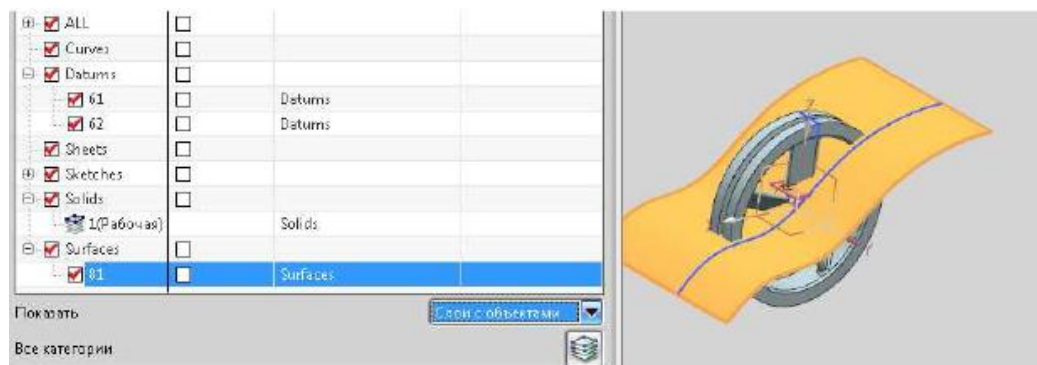 ALL
Curves
Datums
61 Datums
62 Datums
Sheets
Sketches
Solids
1(Рабочая) Solids
Surfaces
81 Surfaces
Показать Слои с объектами
Все категории
Z